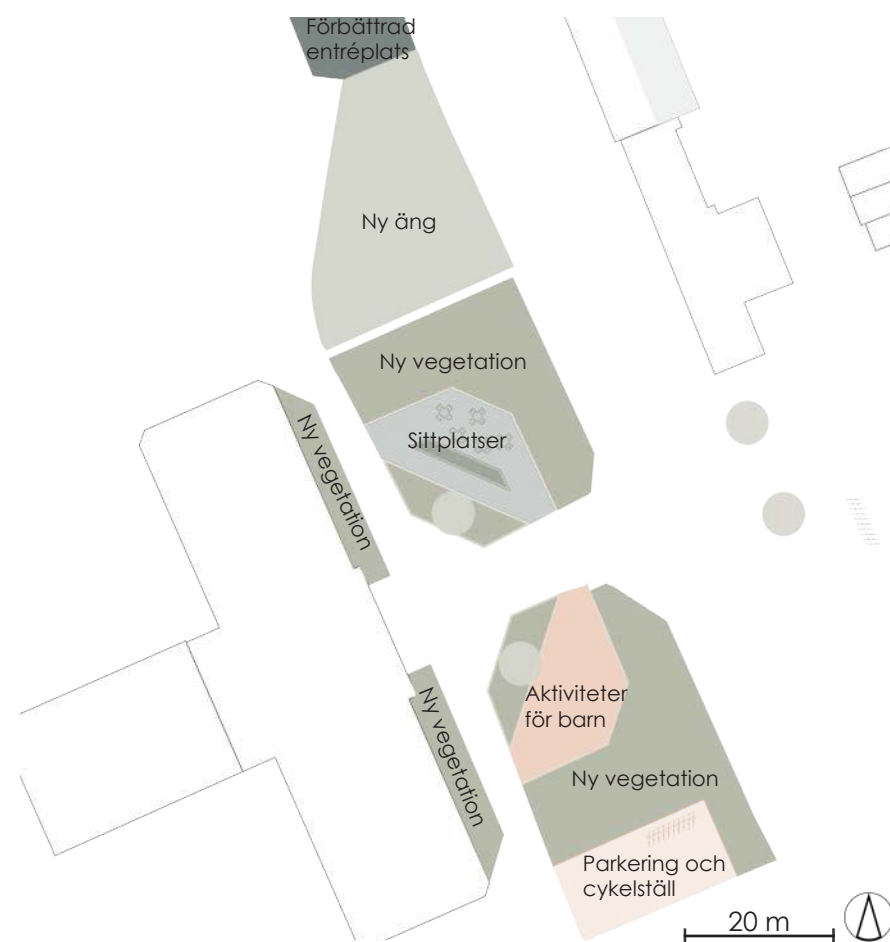 Förbättrad
entréplats
Ny äng
Ny vegetation
Sittplatser
Ny vegetation
Ny vegetation
Aktiviteter
för barn
Ny vegetation
Parkering och
cykelställ
20 m